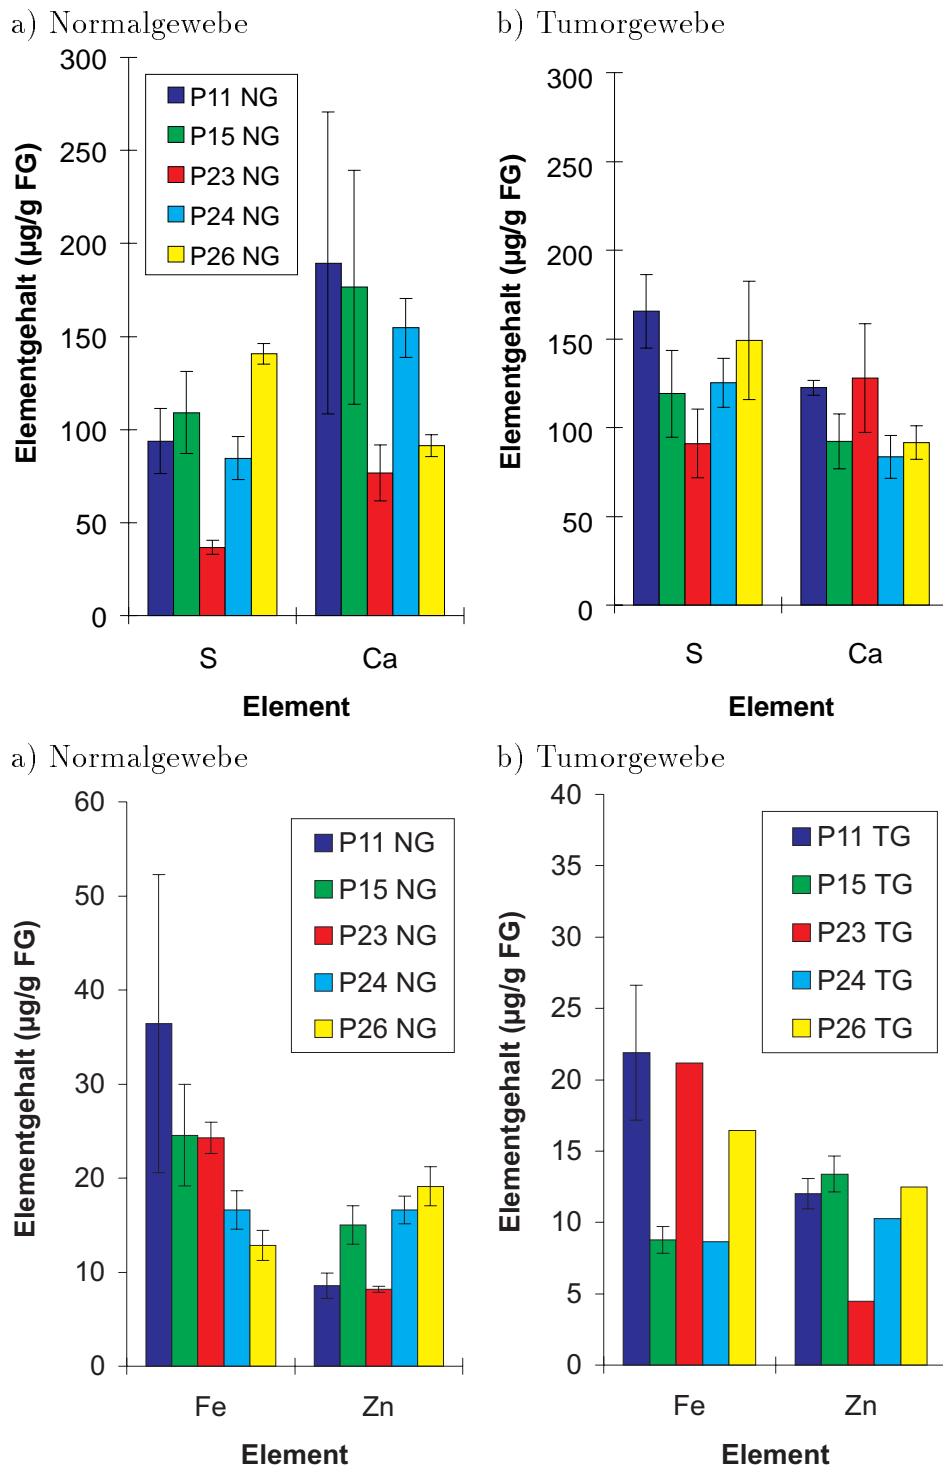 a) Normalgewebe
300
250
200
150
100
50
0
Elementgehalt (µg/g FG)
P11 NG
P15 NG
P23 NG
P24 NG
P26 NG
S
Ca
Element
b) Tumorgewebe
300
250
200
150
100
50
0
Elementgehalt (µg/g FG)
S
Ca
Element
a) Normalgewebe
60
50
40
30
20
10
0
Elementgehalt (µg/g FG)
P11 NG
P15 NG
P23 NG
P24 NG
P26 NG
Fe
Zn
Element
b) Tumorgewebe
40
35
30
25
20
15
10
5
0
Elementgehalt (µg/g FG)
P11 TG
P15 TG
P23 TG
P24 TG
P26 TG
Fe
Zn
Element